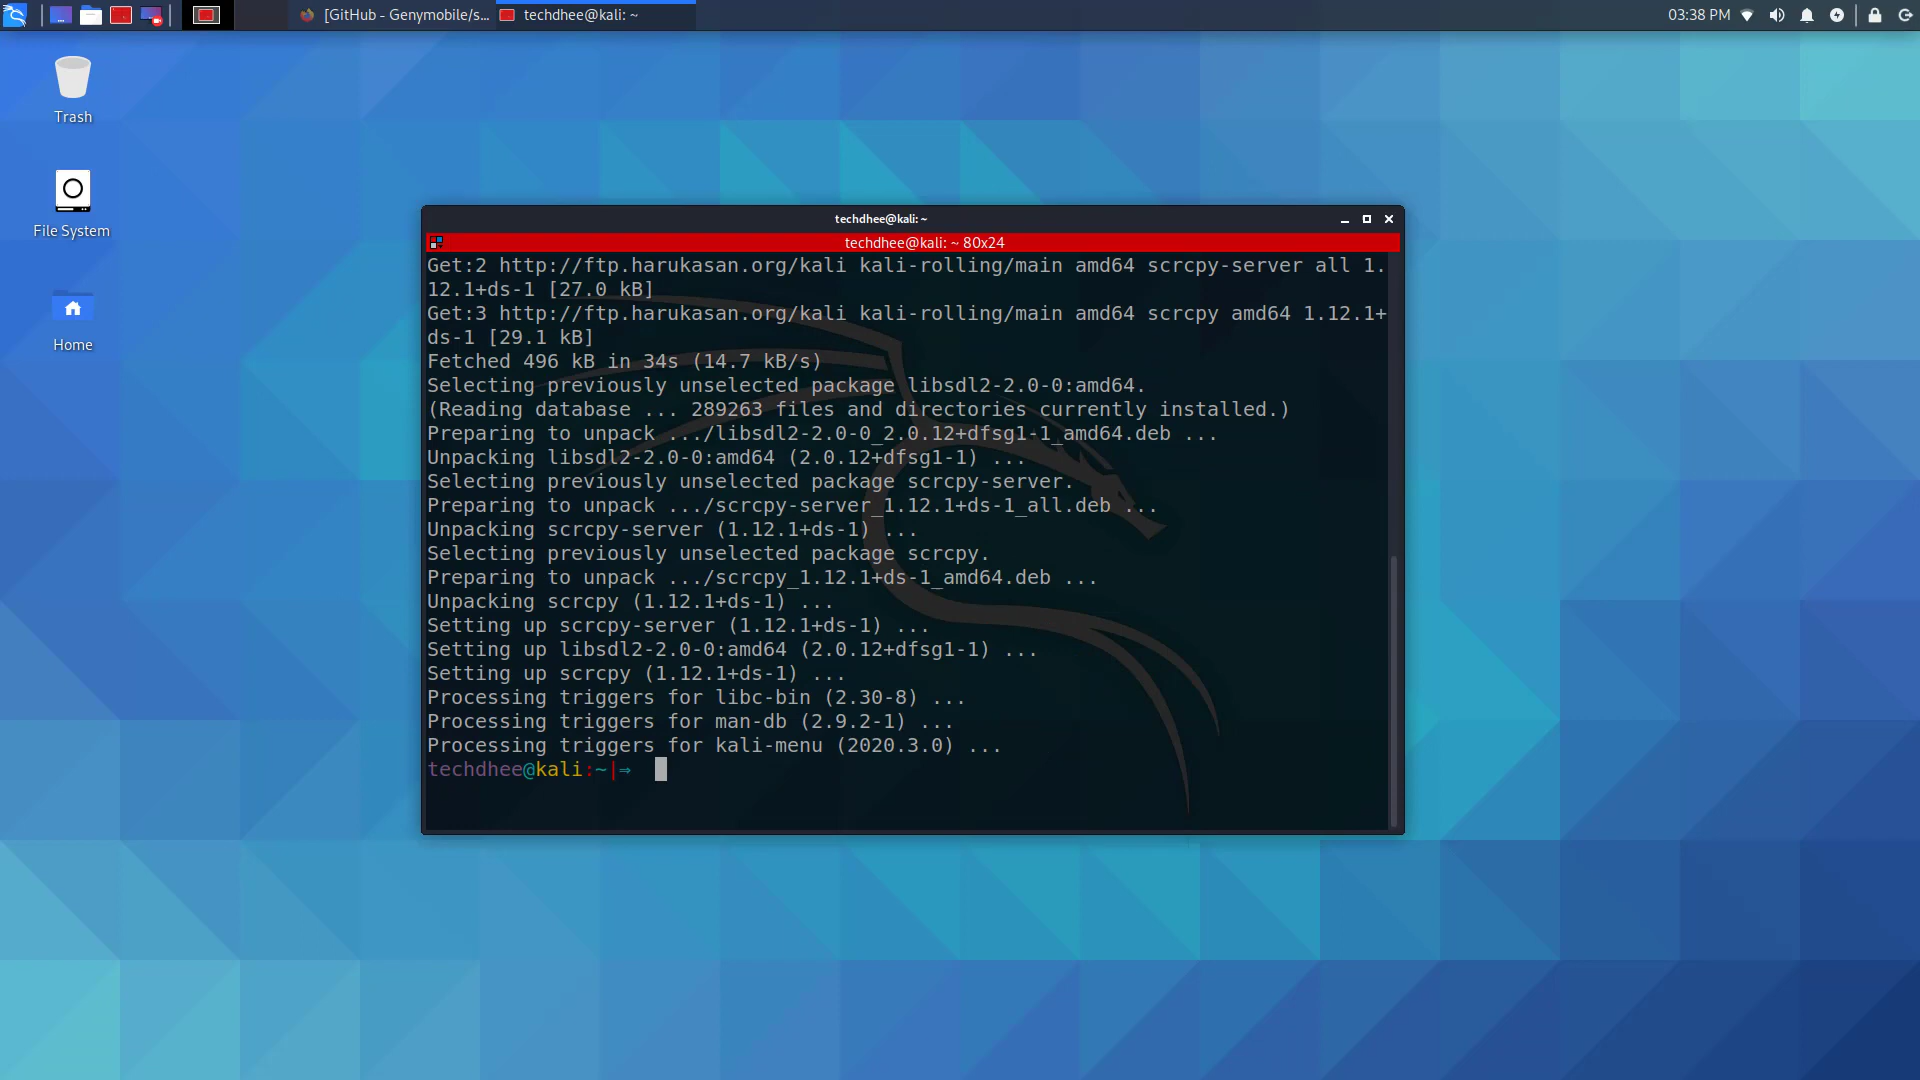 [GitHub - Genymobile/s...
techdhee@kali: ~
03:38 PM
Trash
File System
Home
techdhee@kali: ~
techdhee@kali: ~ 80x24
Get:2 http://ftp.harukasan.org/kali kali-rolling/main amd64 scrcpy-server all 1.
12.1+ds-1 [27.0 kB]
Get:3 http://ftp.harukasan.org/kali kali-rolling/main amd64 scrcpy amd64 1.12.1+
ds-1 [29.1 kB]
Fetched 496 kB in 34s (14.7 kB/s)
Selecting previously unselected package libsdl2-2.0-0:amd64.
(Reading database ... 289263 files and directories currently installed.)
Preparing to unpack .../libsdl2-2.0-0_2.0.12+dfsg1-1_amd64.deb ...
Unpacking libsdl2-2.0-0:amd64 (2.0.12+dfsg1-1) ...
Selecting previously unselected package scrcpy-server.
Preparing to unpack .../scrcpy-server_1.12.1+ds-1_all.deb ...
Unpacking scrcpy-server (1.12.1+ds-1) ...
Selecting previously unselected package scrcpy.
Preparing to unpack .../scrcpy_1.12.1+ds-1_amd64.deb ...
Unpacking scrcpy (1.12.1+ds-1) ...
Setting up scrcpy-server (1.12.1+ds-1) ...
Setting up libsdl2-2.0-0:amd64 (2.0.12+dfsg1-1) ...
Setting up scrcpy (1.12.1+ds-1) ...
Processing triggers for libc-bin (2.30-8) ...
Processing triggers for man-db (2.9.2-1) ...
Processing triggers for kali-menu (2020.3.0) ...
techdhee@kali:~|⇒